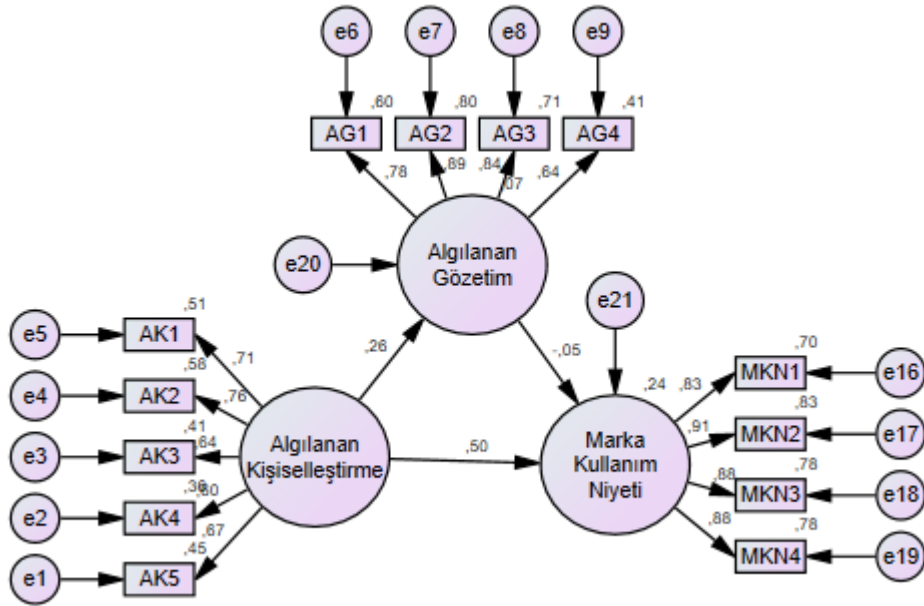 e6 e7 e8 e9
,60 ,80 ,71 ,41
AG1 AG2 AG3 AG4
,78 ,89 ,84 ,07 ,64
Algılanan
Gözetim
e20
e21
,26
-,05
,50
e5 AK1 ,51 ,71
e4 AK2 ,58 ,76
e3 AK3 ,41 ,64
e2 AK4 ,60
e1 AK5 ,45 ,67
Algılanan
Kişiselleştirme
,24
Marka
Kullanım
Niyeti
,83 MKN1 ,70 e16
,91 MKN2 ,83 e17
,88 MKN3 ,78 e18
,88 MKN4 ,78 e19